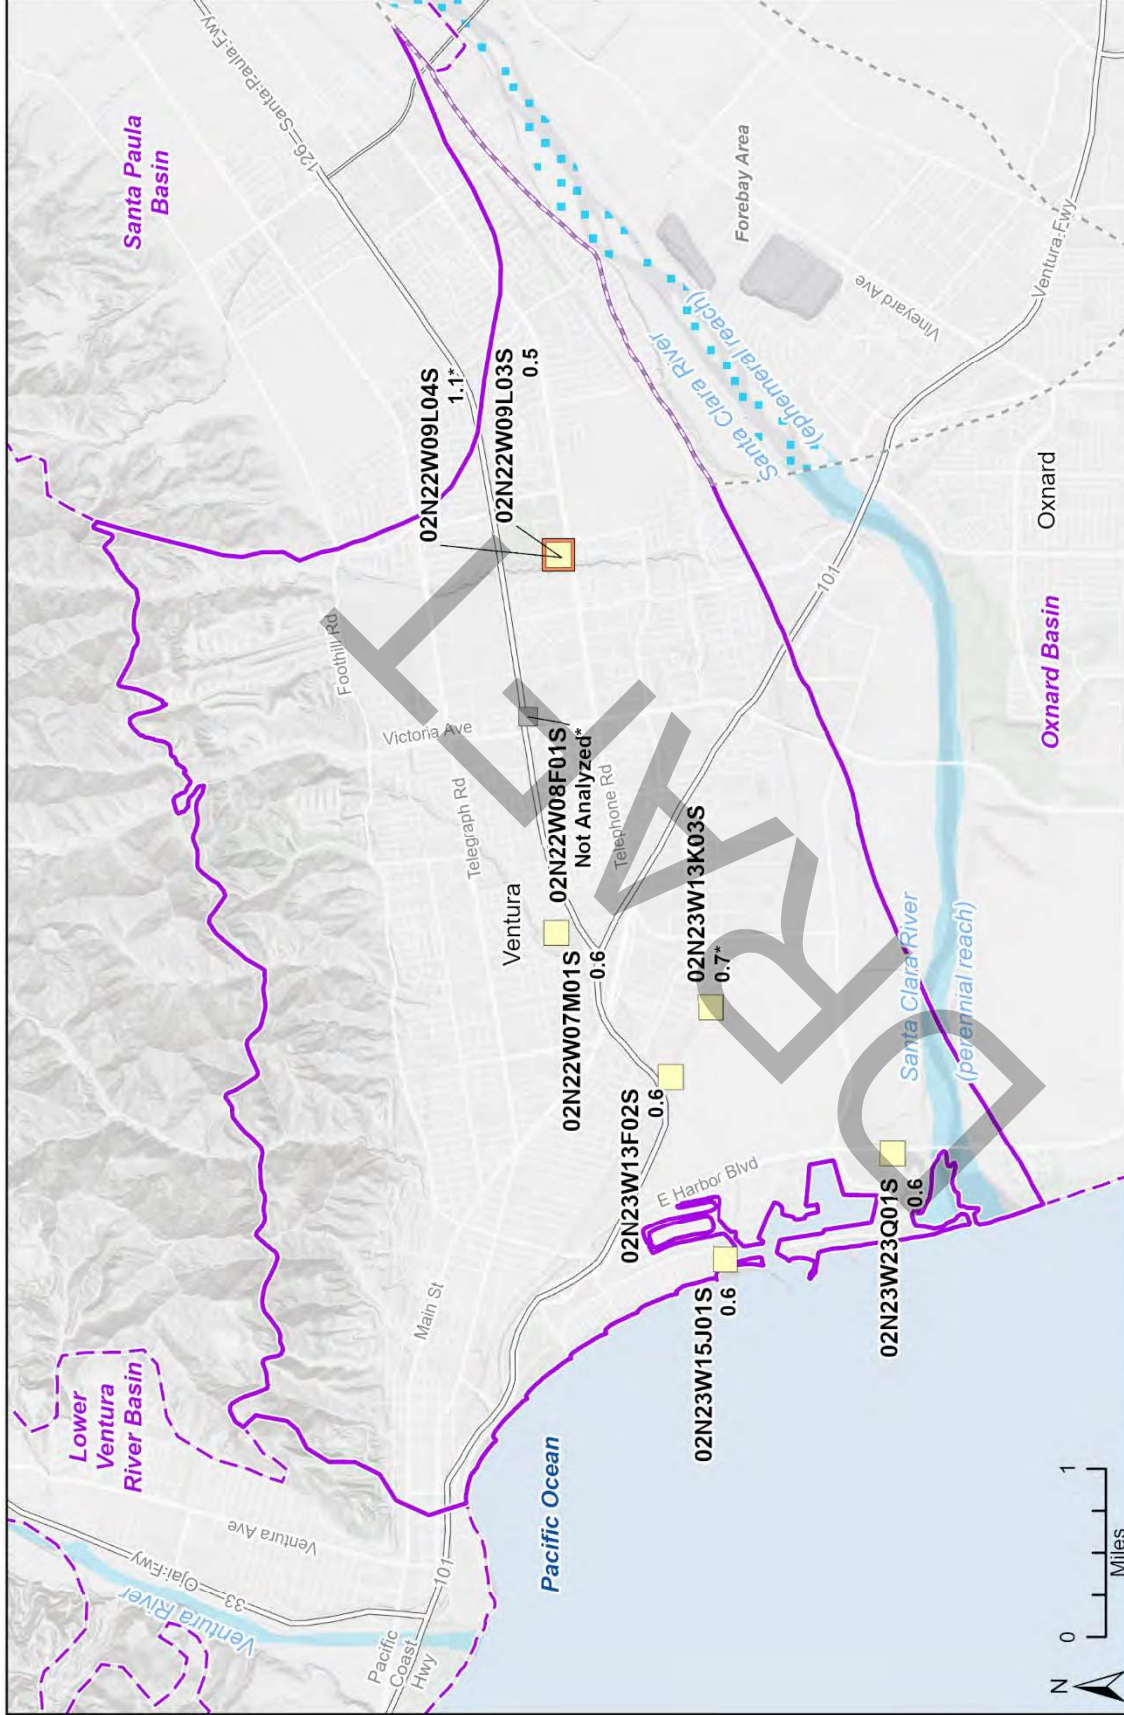 Santa Paula
Basin
126
Santa Paula Fwy
Lower
Ventura
River Basin
Ventura Ave
33
Ojai Fwy
Ventura River
Pacific
Coast
Hwy
101
Main St
Foothill Rd
Victoria Ave
Telegraph Rd
Telephone Rd
Ventura
02N22W09L04S
1.1*
02N22W09L03S
0.5
02N22W08F01S
Not Analyzed*
02N22W07M01S
0.6
02N23W13K03S
0.7*
02N23W13F02S
0.6
02N23W15J01S
0.6
02N23W23Q01S
0.6
E Harbor Blvd
Pacific Ocean
Forebay Area
Vineyard Ave
Ventura Fwy
101
Santa Clara River
(ephemeral reach)
Santa Clara River
(perennial reach)
Oxnard
Oxnard Basin
DRAFT
N
0
1
Miles